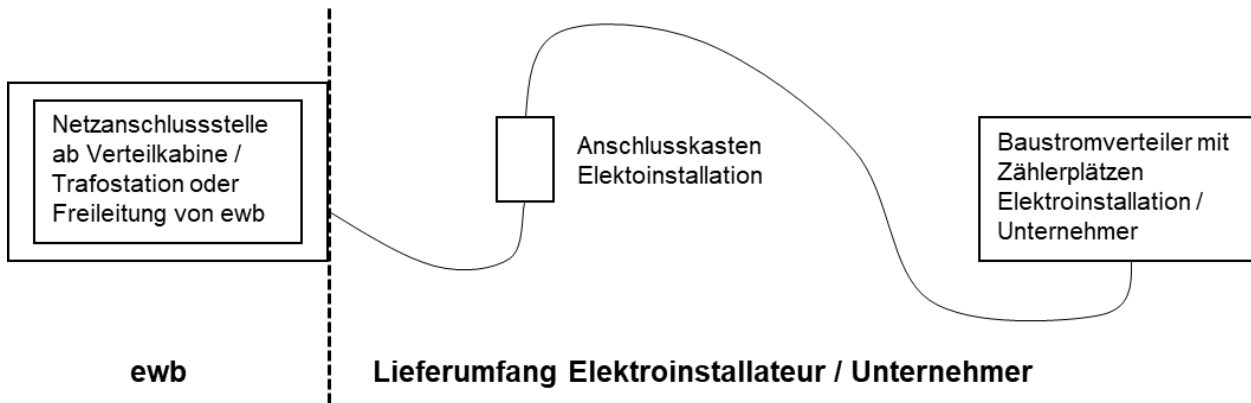 Netzanschlussstelle
ab Verteilkabine /
Trafostation oder
Freileitung von ewb
Anschlusskasten
Elektoinstallation
Baustromverteiler mit
Zählerplätzen
Elektroinstallation /
Unternehmer
ewb
Lieferumfang Elektroinstallateur / Unternehmer